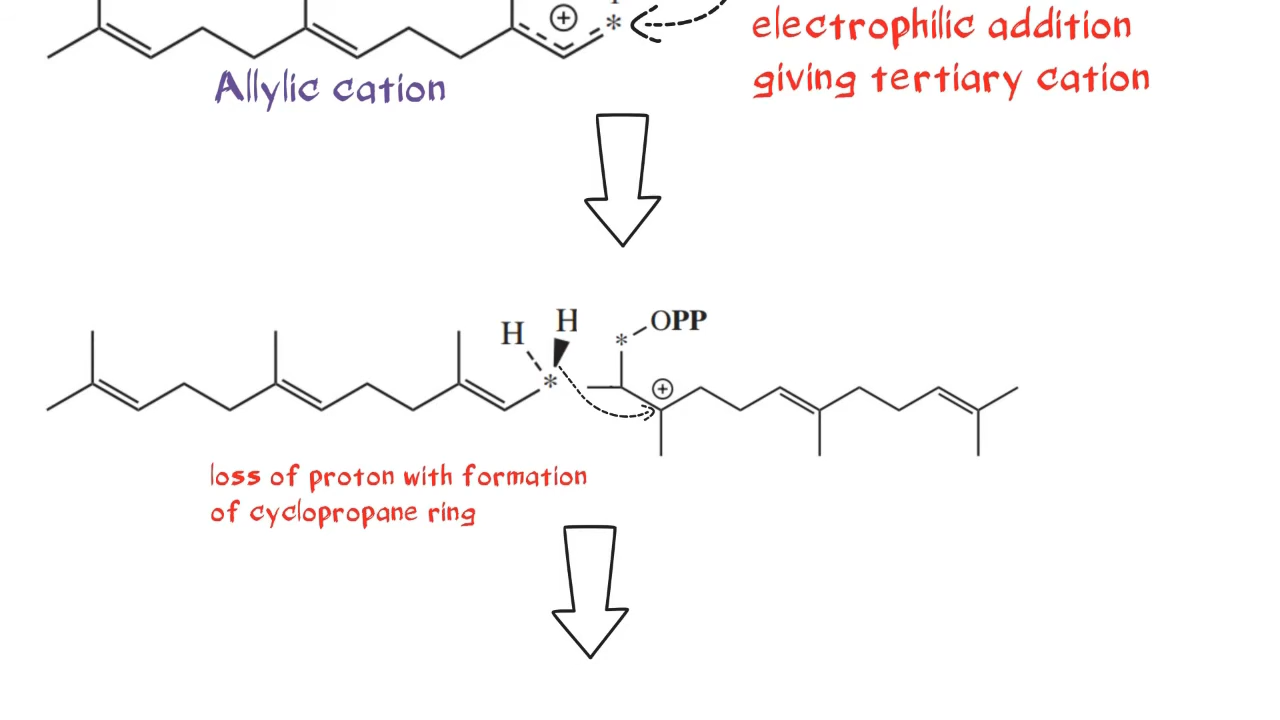 electrophilic addition
giving tertiary cation
Allylic cation
+
*
H
H
OPP
*
*
+
loss of proton with formation
of cyclopropane ring